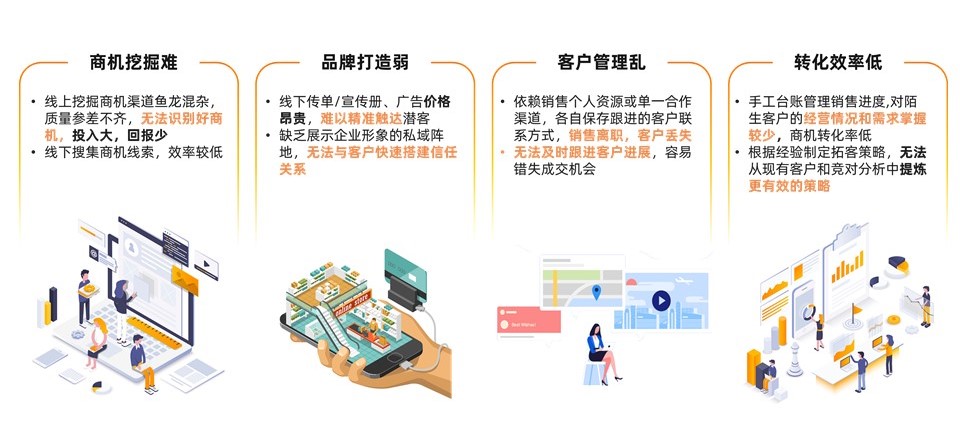 商机挖掘难
• 线上挖掘商机渠道鱼龙混杂，
质量参差不齐，无法识别好商
机，投入大，回报少
• 线下搜集商机线索，效率较低
品牌打造弱
• 线下传单/宣传册、广告价格
昂贵，难以精准触达潜客
• 缺乏展示企业形象的私域阵
地，无法与客户快速搭建信任
关系
客户管理乱
• 依赖销售个人资源或单一合作
渠道，各自保存跟进的客户联
系方式，销售离职，客户丢失
• 无法及时跟进客户进展，容易
错失成交机会
转化效率低
• 手工台账管理销售进度,对陌
生客户的经营情况和需求掌握
较少，商机转化率低
• 根据经验制定拓客策略，无法
从现有客户和竞对分析中提炼
更有效的策略
online store